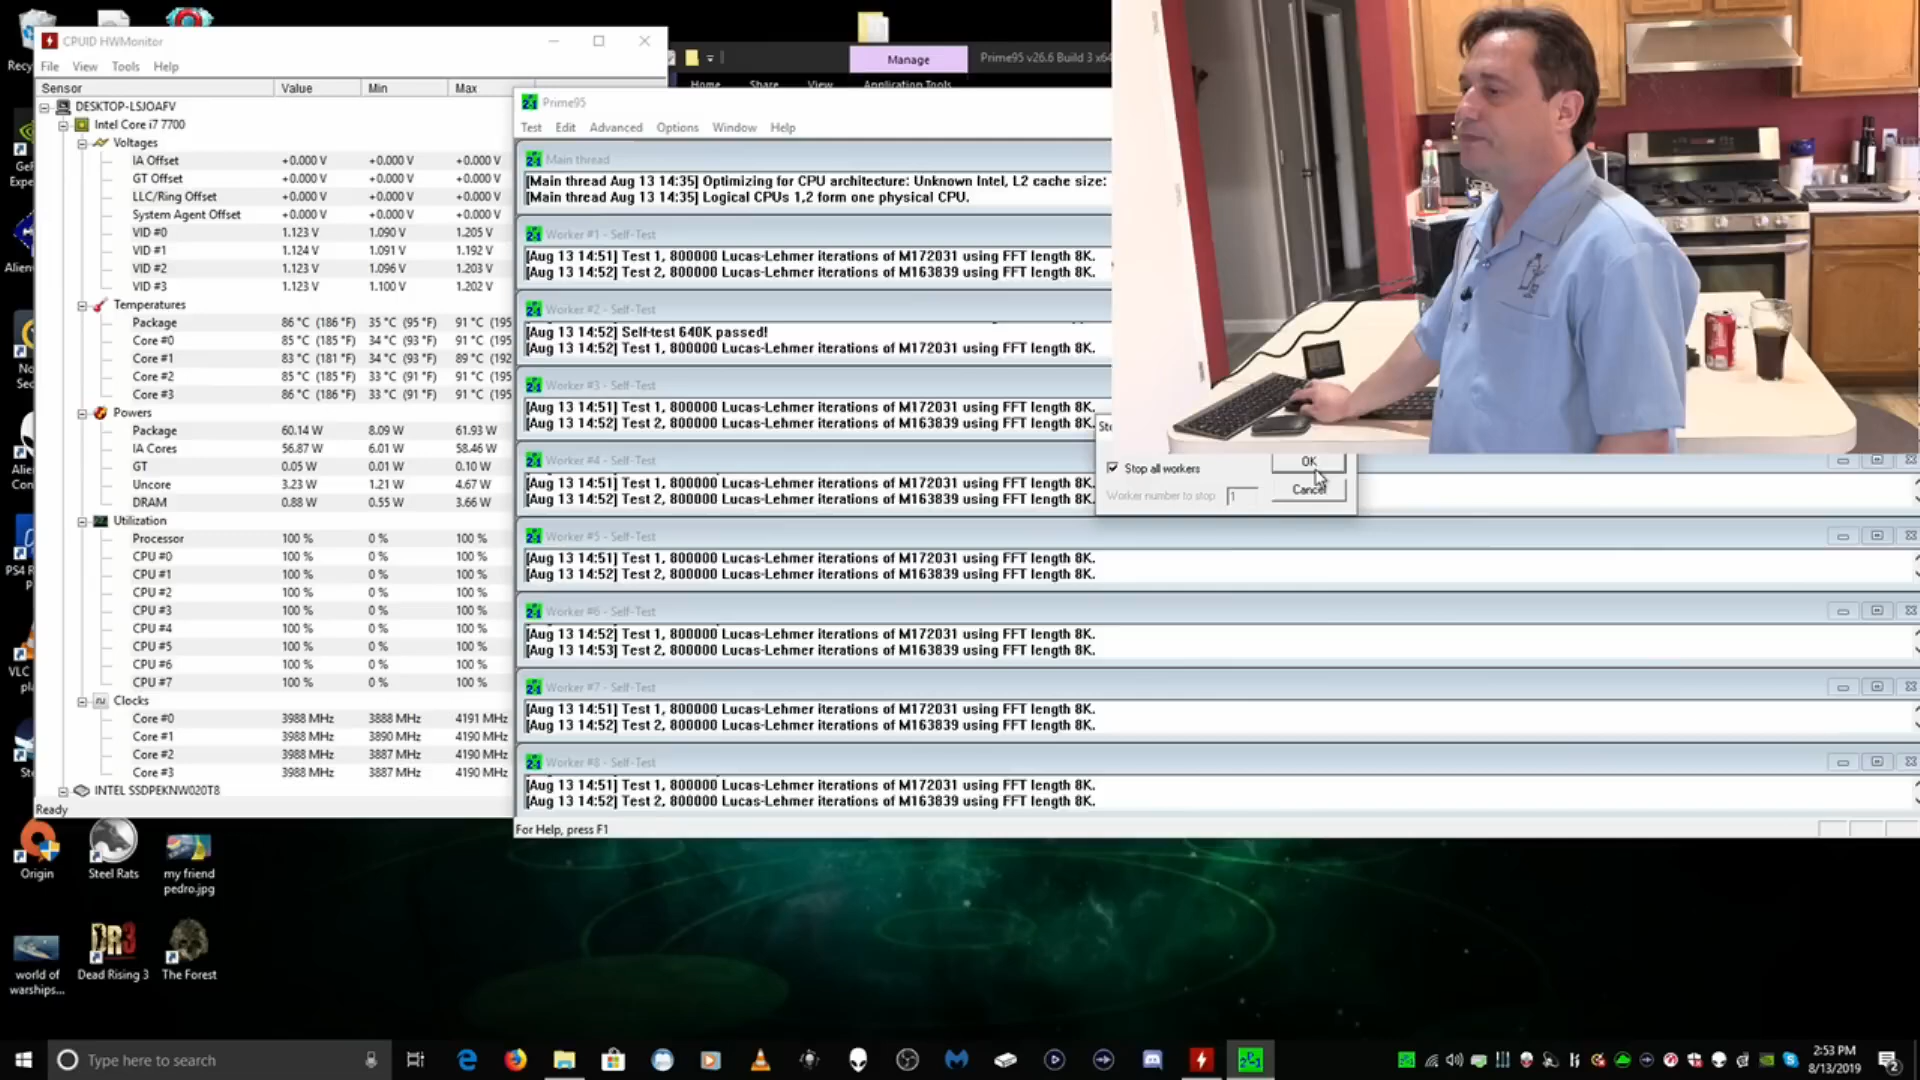 CPUID HWMonitor
File View Tools Help
Sensor Value Min Max
DESKTOP-LSJOAFV
Intel Core i7 7700
Voltages
IA Offset +0.000 V +0.000 V +0.000 V
GT Offset +0.000 V +0.000 V +0.000 V
LLC/Ring Offset +0.000 V +0.000 V +0.000 V
System Agent Offset +0.000 V +0.000 V +0.000 V
VID #0 1.123 V 1.090 V 1.205 V
VID #1 1.124 V 1.091 V 1.192 V
VID #2 1.123 V 1.096 V 1.203 V
VID #3 1.123 V 1.100 V 1.202 V
Temperatures
Package 86 °C (186 °F) 35 °C (95 °F) 91 °C (195
Core #0 85 °C (185 °F) 34 °C (93 °F) 91 °C (195
Core #1 83 °C (181 °F) 34 °C (93 °F) 89 °C (192
Core #2 85 °C (185 °F) 33 °C (91 °F) 91 °C (195
Core #3 86 °C (186 °F) 33 °C (91 °F) 91 °C (195
Powers
Package 60.14 W 8.09 W 61.93 W
IA Cores 56.87 W 6.01 W 58.46 W
GT 0.05 W 0.01 W 0.10 W
Uncore 3.23 W 1.21 W 4.67 W
DRAM 0.88 W 0.55 W 3.66 W
Utilization
Processor 100 % 0 % 100 %
CPU #0 100 % 0 % 100 %
CPU #1 100 % 0 % 100 %
CPU #2 100 % 0 % 100 %
CPU #3 100 % 0 % 100 %
CPU #4 100 % 0 % 100 %
CPU #5 100 % 0 % 100 %
CPU #6 100 % 0 % 100 %
CPU #7 100 % 0 % 100 %
Clocks
Core #0 3988 MHz 3888 MHz 4191 MHz
Core #1 3988 MHz 3890 MHz 4190 MHz
Core #2 3988 MHz 3887 MHz 4190 MHz
Core #3 3988 MHz 3887 MHz 4190 MHz
INTEL SSDPEKNW020T8
Ready
Manage Prime95 v26.6 Build 3 x64
Home Share View Application Tools
Prime95
Test Edit Advanced Options Window Help
Main thread
[Main thread Aug 13 14:35] Optimizing for CPU architecture: Unknown Intel, L2 cache size:
[Main thread Aug 13 14:35] Logical CPUs 1,2 form one physical CPU.
Worker #1 - Self-Test
[Aug 13 14:51] Test 1, 800000 Lucas-Lehmer iterations of M172031 using FFT length 8K.
[Aug 13 14:52] Test 2, 800000 Lucas-Lehmer iterations of M163839 using FFT length 8K.
Worker #2 - Self-Test
[Aug 13 14:52] Self-test 640K passed!
[Aug 13 14:52] Test 1, 800000 Lucas-Lehmer iterations of M172031 using FFT length 8K.
Worker #3 - Self-Test
[Aug 13 14:51] Test 1, 800000 Lucas-Lehmer iterations of M172031 using FFT length 8K.
[Aug 13 14:52] Test 2, 800000 Lucas-Lehmer iterations of M163839 using FFT length 8K.
Worker #4 - Self-Test
[Aug 13 14:51] Test 1, 800000 Lucas-Lehmer iterations of M172031 using FFT length 8K.
[Aug 13 14:52] Test 2, 800000 Lucas-Lehmer iterations of M163839 using FFT length 8K.
Worker #5 - Self-Test
[Aug 13 14:51] Test 1, 800000 Lucas-Lehmer iterations of M172031 using FFT length 8K.
[Aug 13 14:52] Test 2, 800000 Lucas-Lehmer iterations of M163839 using FFT length 8K.
Worker #6 - Self-Test
[Aug 13 14:52] Test 1, 800000 Lucas-Lehmer iterations of M172031 using FFT length 8K.
[Aug 13 14:53] Test 2, 800000 Lucas-Lehmer iterations of M163839 using FFT length 8K.
Worker #7 - Self-Test
[Aug 13 14:51] Test 1, 800000 Lucas-Lehmer iterations of M172031 using FFT length 8K.
[Aug 13 14:52] Test 2, 800000 Lucas-Lehmer iterations of M163839 using FFT length 8K.
Worker #8 - Self-Test
[Aug 13 14:51] Test 1, 800000 Lucas-Lehmer iterations of M172031 using FFT length 8K.
[Aug 13 14:52] Test 2, 800000 Lucas-Lehmer iterations of M163839 using FFT length 8K.
For Help, press F1
Stop all workers OK
Worker number to stop 1 Cancel
Origin
Steel Rats
my friend
pedro.jpg
world of
warships...
DR3
Dead Rising 3
The Forest
Type here to search
2:53 PM
8/13/2019